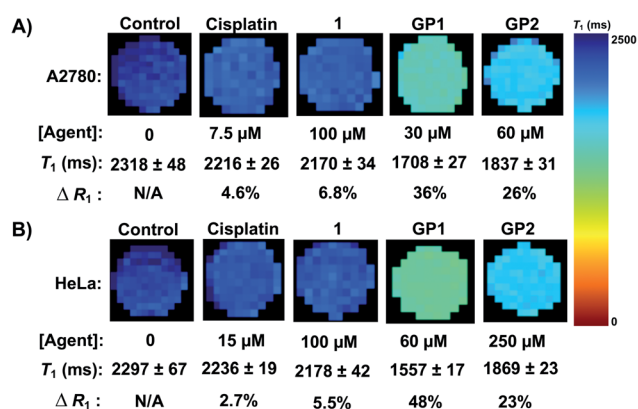 A) Control Cisplatin 1 GP1 GP2 T₁ (ms)
2500
A2780:
[Agent]: 0 7.5 µM 100 µM 30 µM 60 µM
T₁ (ms): 2318 ± 48 2216 ± 26 2170 ± 34 1708 ± 27 1837 ± 31
Δ R₁ : N/A 4.6% 6.8% 36% 26%
B) Control Cisplatin 1 GP1 GP2
HeLa:
0
[Agent]: 0 15 µM 100 µM 60 µM 250 µM
T₁ (ms): 2297 ± 67 2236 ± 19 2178 ± 42 1557 ± 17 1869 ± 23
Δ R₁ : N/A 2.7% 5.5% 48% 23%